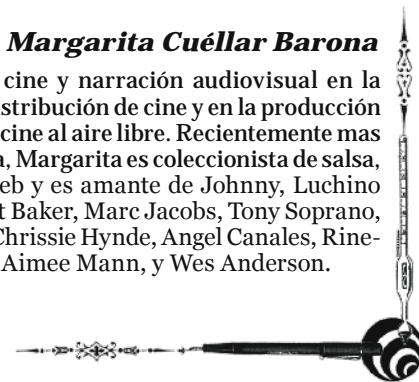 Margarita Cuéllar Barona
cine y narración audiovisual en la
stribución de cine y en la producción
cine al aire libre. Recientemente mas
a, Margarita es coleccionista de salsa,
eb y es amante de Johnny, Luchino
t Baker, Marc Jacobs, Tony Soprano,
Chrissie Hynde, Angel Canales, Rine-
Aimee Mann, y Wes Anderson.